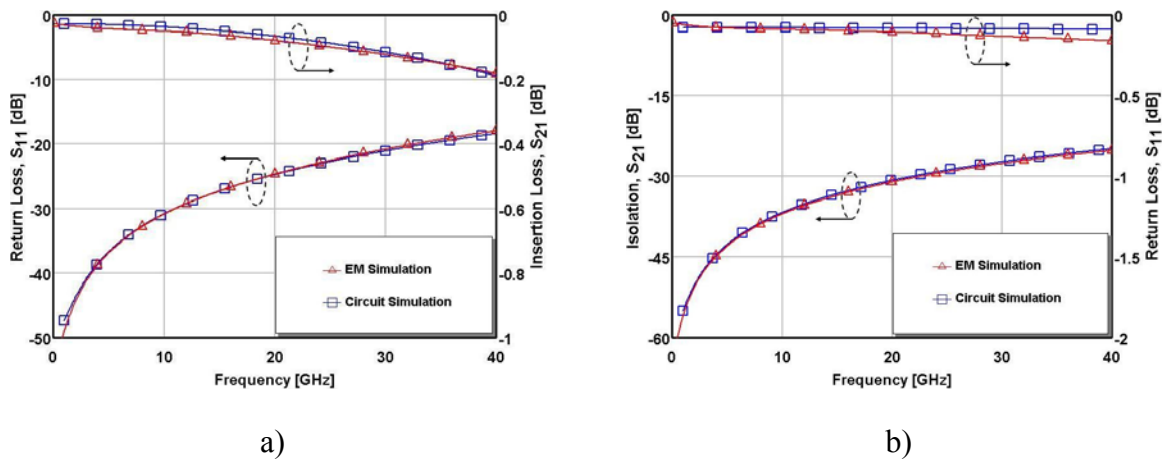 0
-10
-20
-30
-40
-50
Return Loss, S11 [dB]
0
-0.2
-0.4
-0.6
-0.8
-1
Insertion Loss, S21 [dB]
EM Simulation
Circuit Simulation
0 10 20 30 40
Frequency [GHz]
a)
0
-15
-30
-45
-60
Isolation, S21 [dB]
0
-0.5
-1
-1.5
-2
Return Loss, S11 [dB]
EM Simulation
Circuit Simulation
0 10 20 30 40
Frequency [GHz]
b)